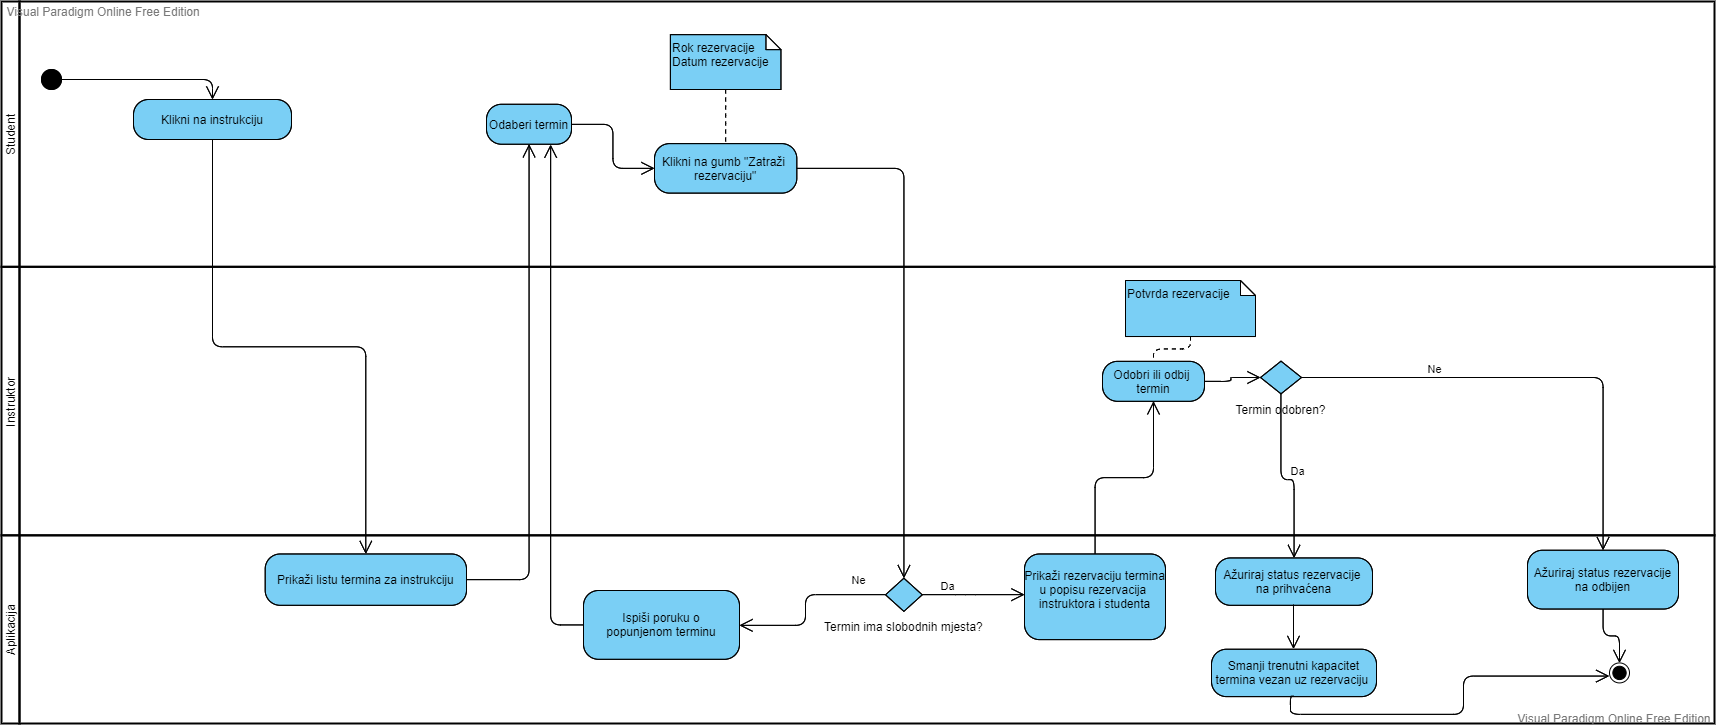 Visual Paradigm Online Free Edition
Student
Klikni na instrukciju
Odaberi termin
Rok rezervacije
Datum rezervacije
Klikni na gumb "Zatraži
rezervaciju"
Instruktor
Potvrda rezervacije
Odobri ili odbij
termin
Termin odobren?
Ne
Da
Aplikacija
Prikaži listu termina za instrukciju
Ispiši poruku o
popunjenom terminu
Ne
Da
Termin ima slobodnih mjesta?
Prikaži rezervaciju termina
u popisu rezervacija
instruktora i studenta
Ažuriraj status rezervacije
na prihvaćena
Smanji trenutni kapacitet
termina vezan uz rezervaciju
Ažuriraj status rezervacije
na odbijen
Visual Paradigm Online Free Edition